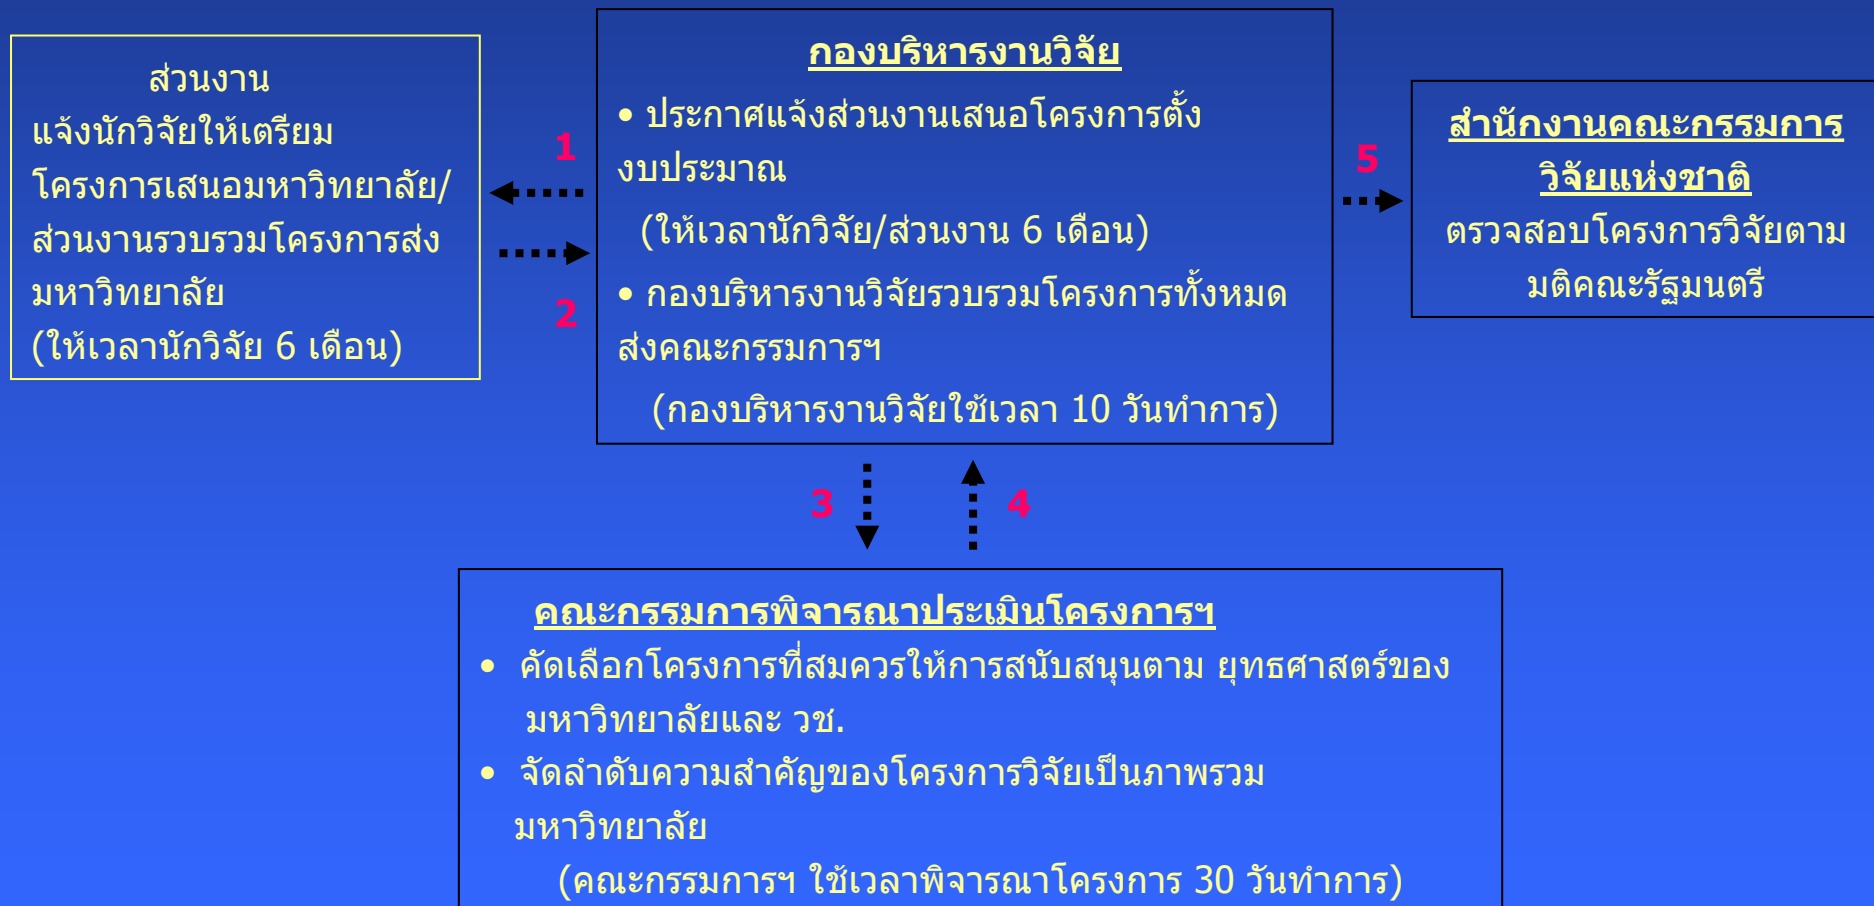 ส่วนงาน
แจ้งนักวิจัยให้เตรียม
โครงการเสนอมหาวิทยาลัย/
ส่วนงานรวบรวมโครงการส่ง
มหาวิทยาลัย
(ให้เวลานักวิจัย 6 เดือน)
1
2
กองบริหารงานวิจัย
• ประกาศแจ้งส่วนงานเสนอโครงการตั้ง
งบประมาณ
(ให้เวลานักวิจัย/ส่วนงาน 6 เดือน)
• กองบริหารงานวิจัยรวบรวมโครงการทั้งหมด
ส่งคณะกรรมการฯ
(กองบริหารงานวิจัยใช้เวลา 10 วันทำการ)
5
สำนักงานคณะกรรมการ
วิจัยแห่งชาติ
ตรวจสอบโครงการวิจัยตาม
มติคณะรัฐมนตรี
3
4
คณะกรรมการพิจารณาประเมินโครงการฯ
• คัดเลือกโครงการที่สมควรให้การสนับสนุนตาม ยุทธศาสตร์ของ
มหาวิทยาลัยและ วช.
• จัดลำดับความสำคัญของโครงการวิจัยเป็นภาพรวม
มหาวิทยาลัย
(คณะกรรมการฯ ใช้เวลาพิจารณาโครงการ 30 วันทำการ)